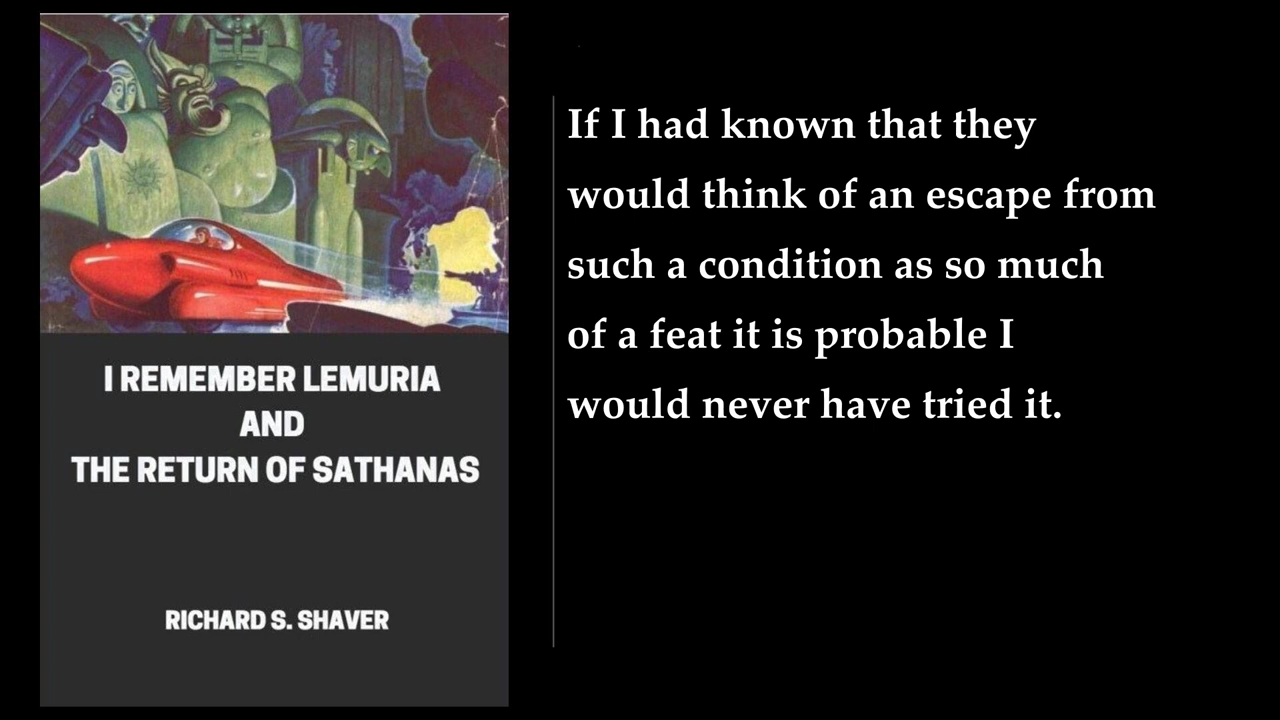 I REMEMBER LEMURIA
AND
THE RETURN OF SATHANAS
RICHARD S. SHAVER
If I had known that they
would think of an escape from
such a condition as so much
of a feat it is probable I
would never have tried it.